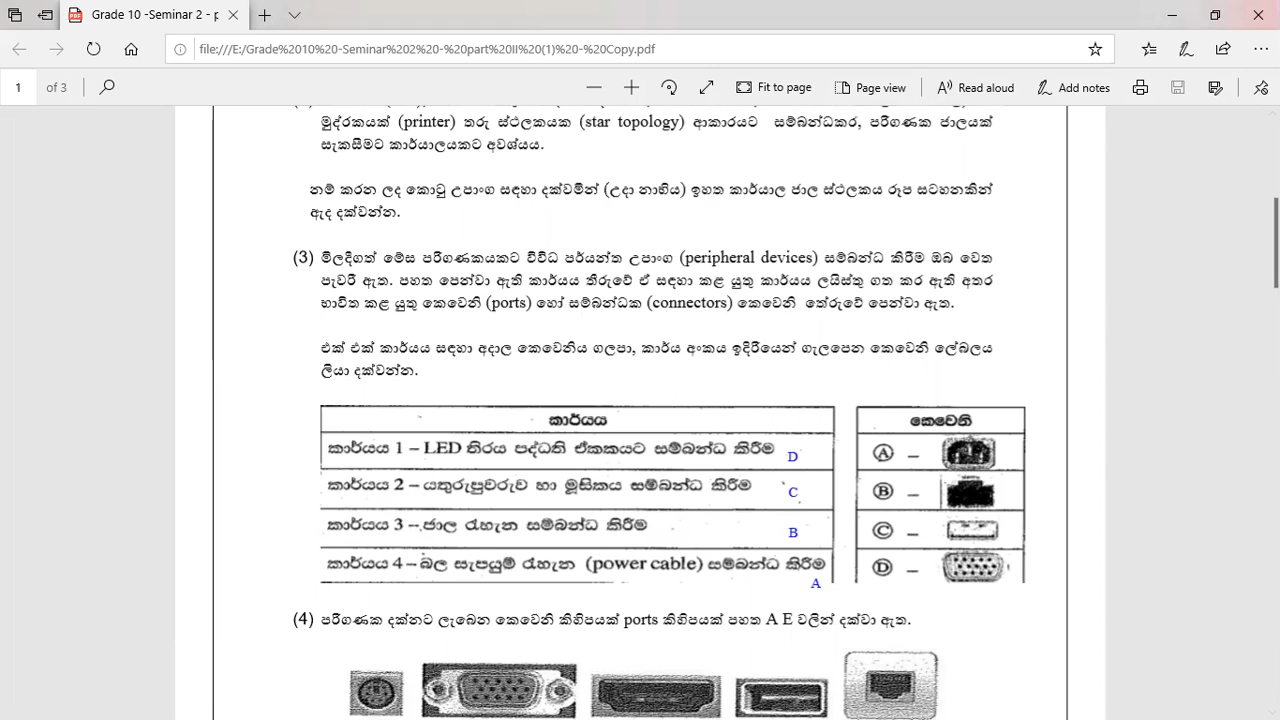 Grade 10 -Seminar 2 - p
file:///E:/Grade%2010%20-Seminar%202%20-%20part%20II%20(1)%20-%20Copy.pdf
1 of 3
Fit to page
Page view
Read aloud
Add notes
මුද්රකයක් (printer) තරු ස්ථලකයක (star topology) ආකාරයට සම්බන්ධකර, පරිගණක ජාලයක්
සැකසීමට කාර්යාලයකට අවශ්යය.
නම් කරන ලද කොටු උපාංග සඳහා දක්වමින් (උදා නාභිය) ඉහත කාර්යාල ජාල ස්ථලකය රූප සටහනකින්
ඇද දක්වන්න.
(3) මිලදීගත් මේස පරිගණකයකට විවිධ පර්යන්ත උපාංග (peripheral devices) සම්බන්ධ කිරීම ඔබ වෙත
පැවරී ඇත. පහත පෙන්වා ඇති කාර්යය තීරුවේ ඒ සඳහා කළ යුතු කාර්යය ලයිස්තු ගත කර ඇති අතර
භාවිත කළ යුතු කෙවෙනි (ports) හෝ සම්බන්ධක (connectors) කෙවෙනි තේරුවේ පෙන්වා ඇත.
එක් එක් කාර්යය සඳහා අදාල කෙවෙනිය ගලපා, කාර්ය අංකය ඉදිරියෙන් ගැලපෙන කෙවෙනි ලේබලය
ලියා දක්වන්න.
කාර්යය
කාර්යය 1 – LED තිරය පද්ධති ඒකකයට සම්බන්ධ කිරීම D
කාර්යය 2 – යතුරුපුවරුව හා මූසිකය සම්බන්ධ කිරීම C
කාර්යය 3 – ජාල රැහැන සම්බන්ධ කිරීම B
කාර්යය 4 – බල සැපයුම් රැහැන (power cable) සම්බන්ධ කිරීම
A
කෙවෙනි
A –
B –
C –
D –
(4) පරිගණක දක්නට ලැබෙන කෙවෙනි කිහිපයක් ports කිහිපයක් පහත A E වලින් දක්වා ඇත.